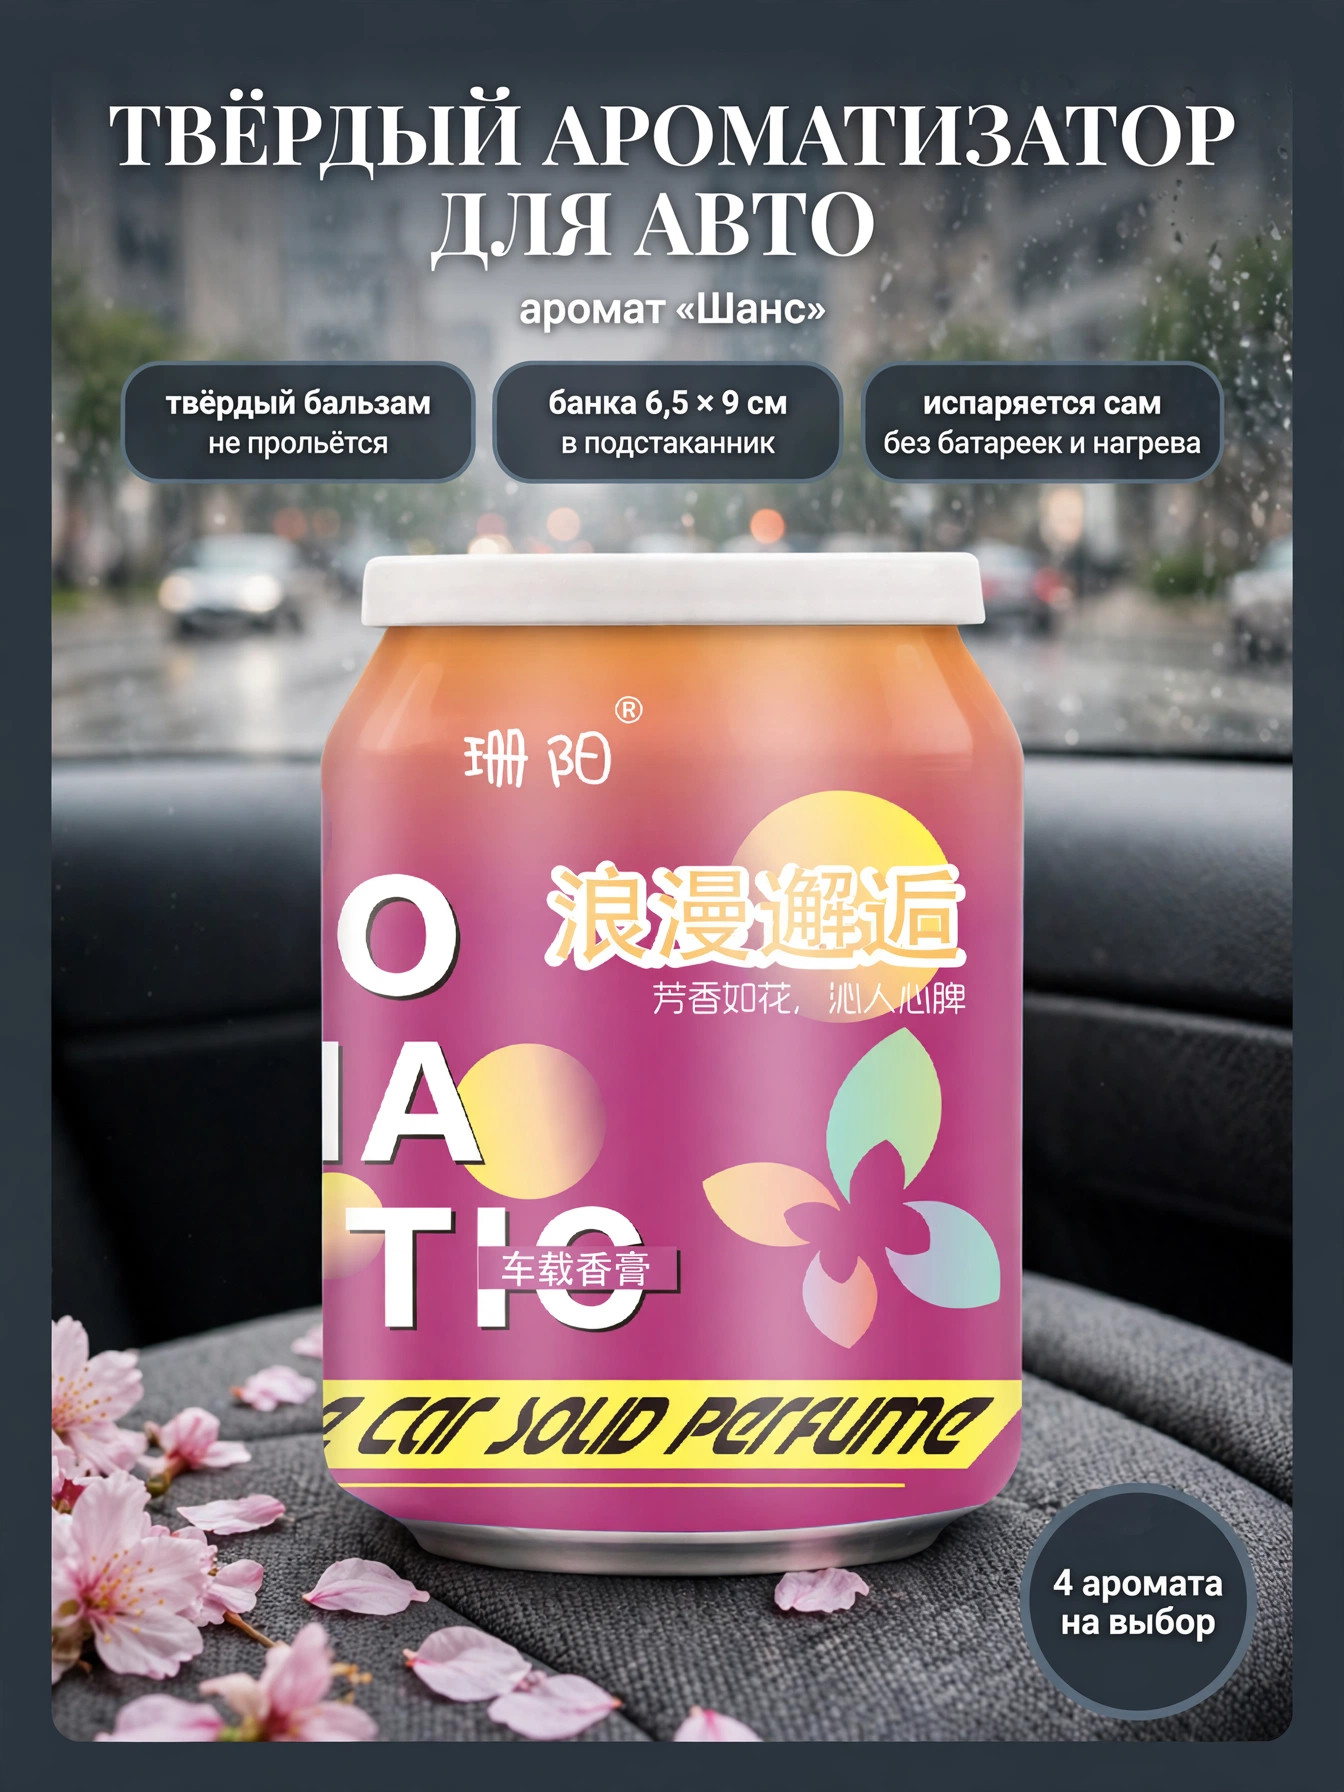 ТВЁРДЫЙ АРОМАТИЗАТОР
ДЛЯ АВТО
аромат «Шанс»
твёрдый бальзам
не прольётся
банка 6,5 × 9 см
в подстаканник
испаряется сам
без батареек и нагрева
珊阳®
浪漫邂逅
芳香如花,沁人心脾
O
A
TIC
车载香膏
CAR SOLID PERFUME
4 аромата
на выбор